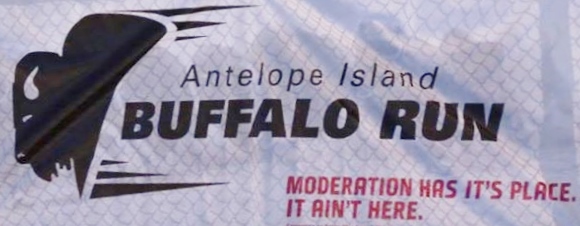 Antelope Island
BUFFALO RUN
MODERATION HAS IT'S PLACE.
IT AIN'T HERE.